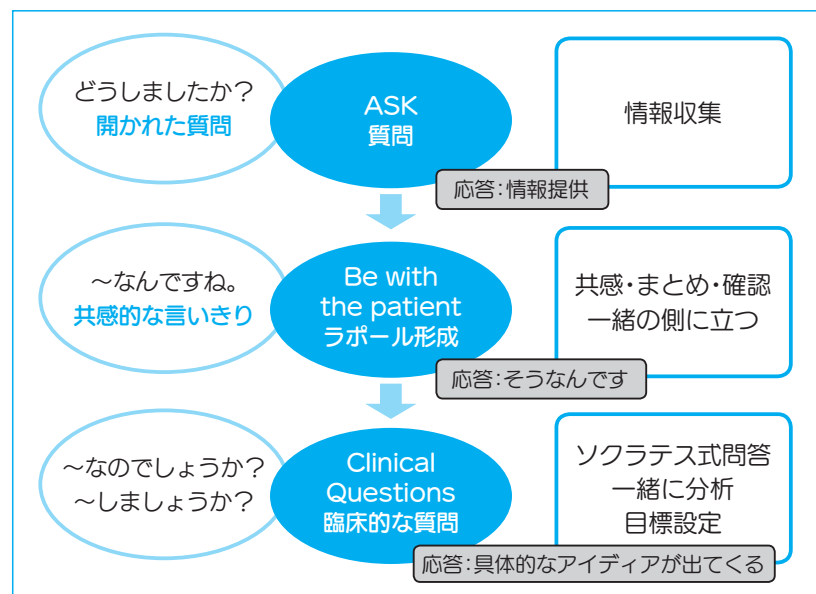 どうしましたか？
開かれた質問
ASK
質問
情報収集
応答：情報提供
～なんですね。
共感的な言いきり
Be with
the patient
ラポール形成
共感・まとめ・確認
一緒の側に立つ
応答：そうなんです
～なのでしょうか？
～しましょうか？
Clinical
Questions
臨床的な質問
ソクラテス式問答
一緒に分析
目標設定
応答：具体的なアイディアが出てくる